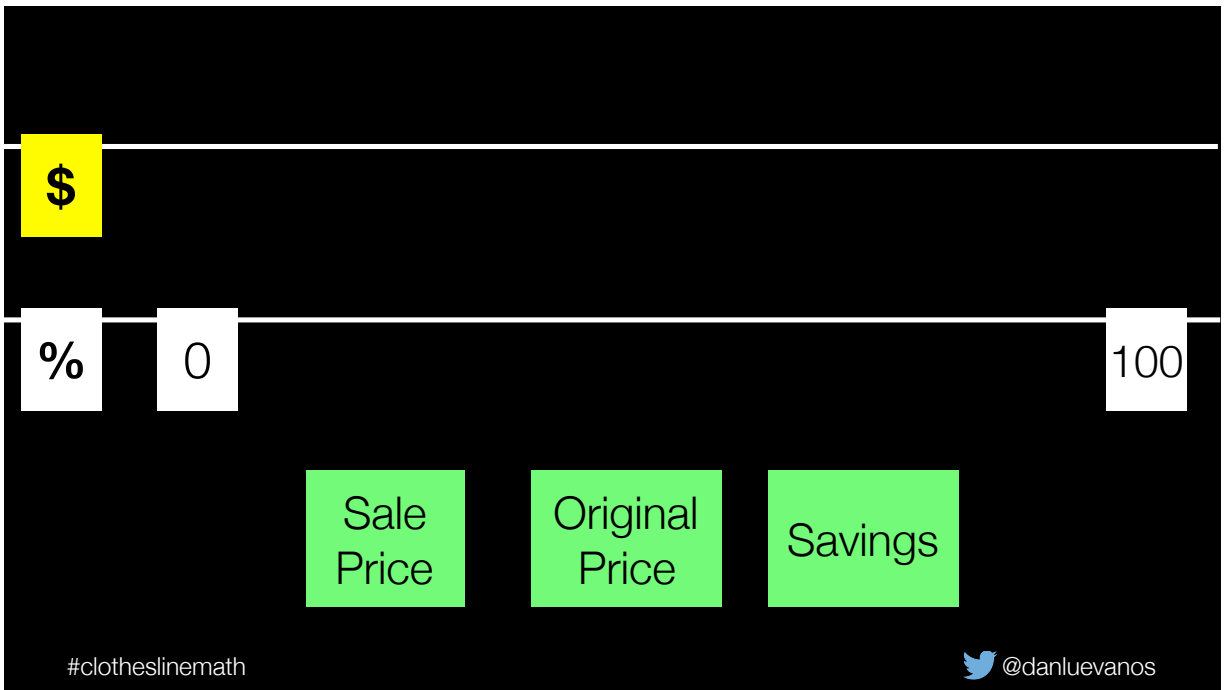 $
% 0 100
Sale
Price
Original
Price
Savings
#clotheslinemath
@danluevanos